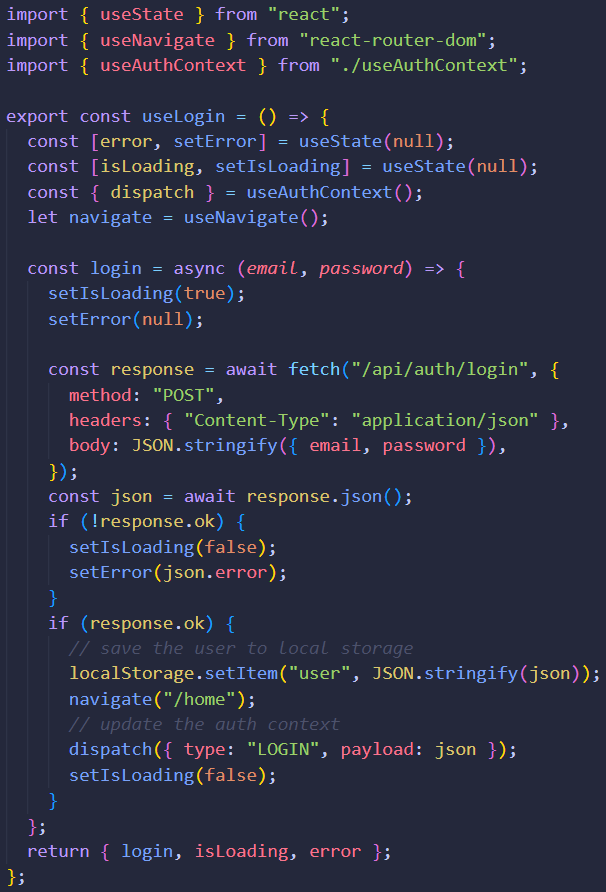 import { useState } from "react";
import { useNavigate } from "react-router-dom";
import { useAuthContext } from "./useAuthContext";

export const useLogin = () => {
  const [error, setError] = useState(null);
  const [isLoading, setIsLoading] = useState(null);
  const { dispatch } = useAuthContext();
  let navigate = useNavigate();

  const login = async (email, password) => {
    setIsLoading(true);
    setError(null);

    const response = await fetch("/api/auth/login", {
      method: "POST",
      headers: { "Content-Type": "application/json" },
      body: JSON.stringify({ email, password }),
    });
    const json = await response.json();
    if (!response.ok) {
      setIsLoading(false);
      setError(json.error);
    }
    if (response.ok) {
      // save the user to local storage
      localStorage.setItem("user", JSON.stringify(json));
      navigate("/home");
      // update the auth context
      dispatch({ type: "LOGIN", payload: json });
      setIsLoading(false);
    }
  };
  return { login, isLoading, error };
};